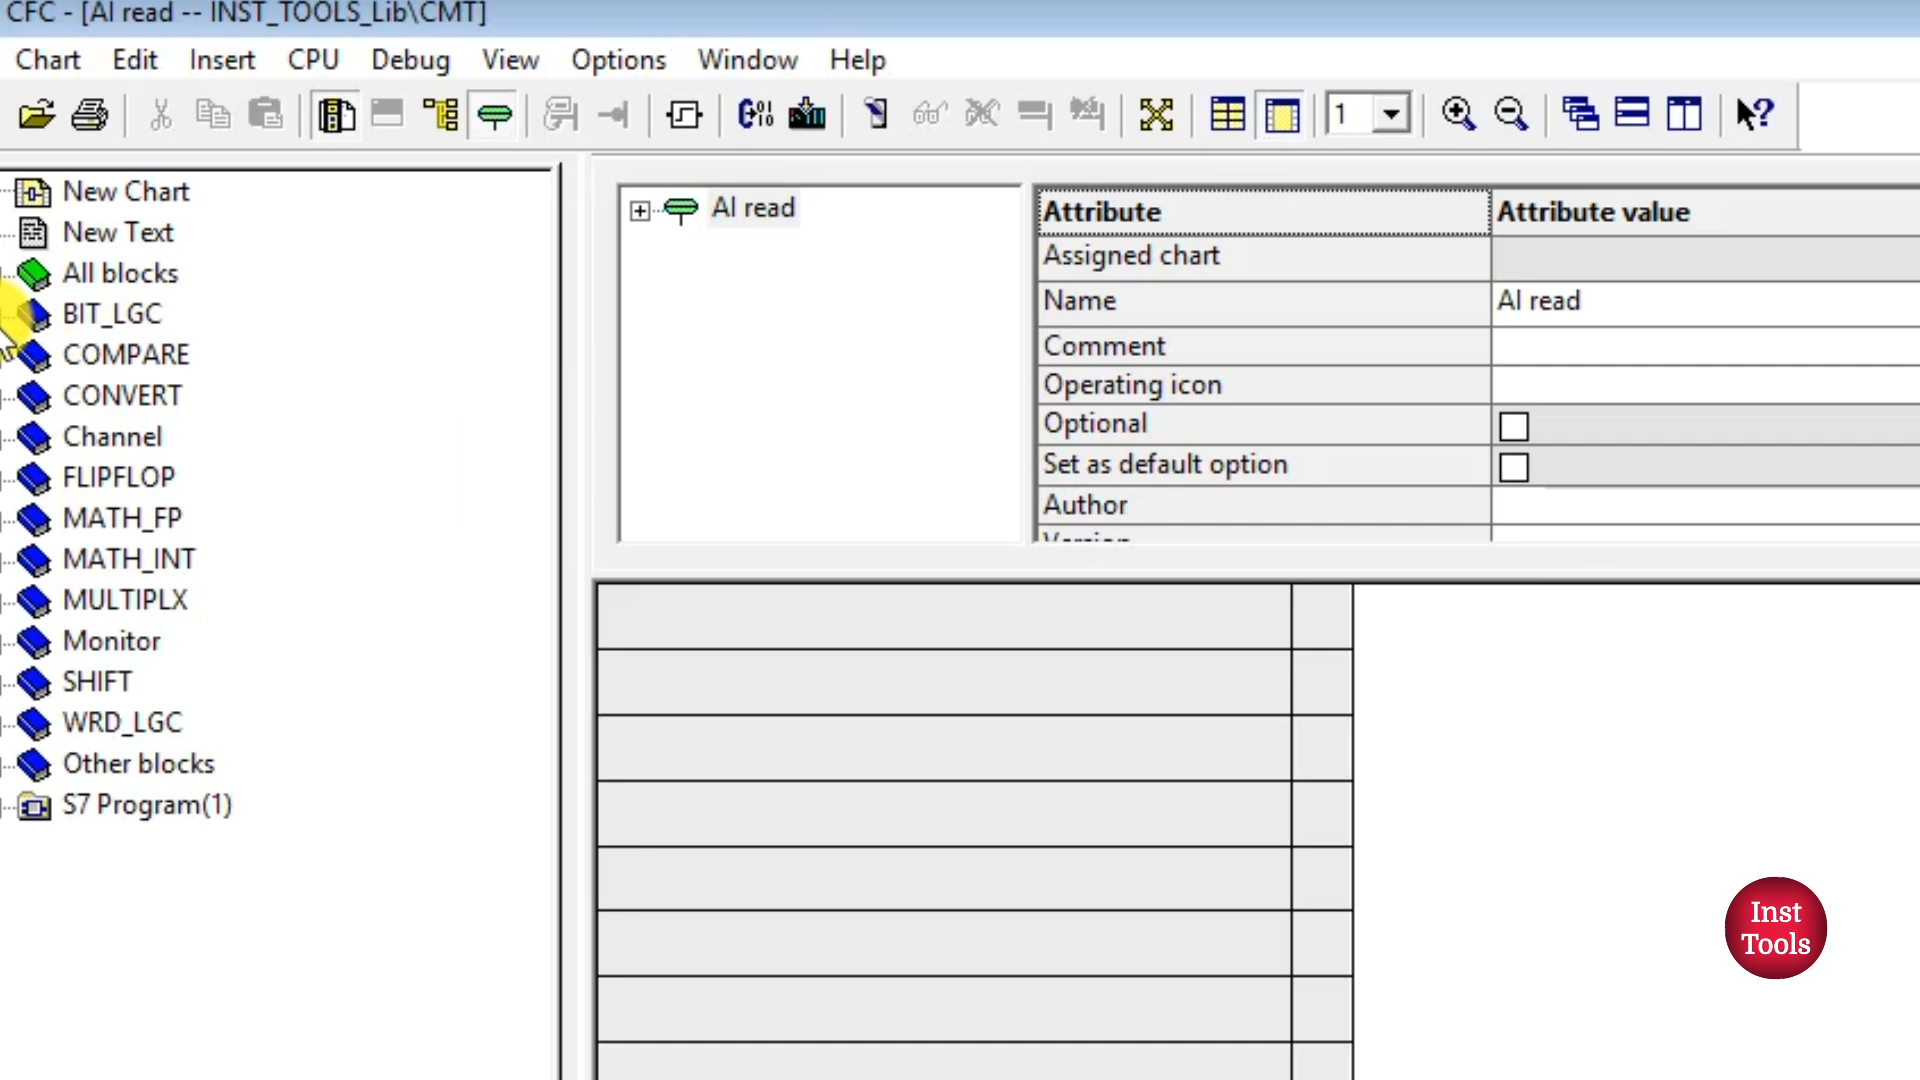 CFC - [AI read -- INST_TOOLS_Lib\CMT]
Chart Edit Insert CPU Debug View Options Window Help
1
New Chart
New Text
All blocks
BIT_LGC
COMPARE
CONVERT
Channel
FLIPFLOP
MATH_FP
MATH_INT
MULTIPLX
Monitor
SHIFT
WRD_LGC
Other blocks
S7 Program(1)
AI read
Attribute Attribute value
Assigned chart
Name AI read
Comment
Operating icon
Optional
Set as default option
Author
Version
Inst
Tools